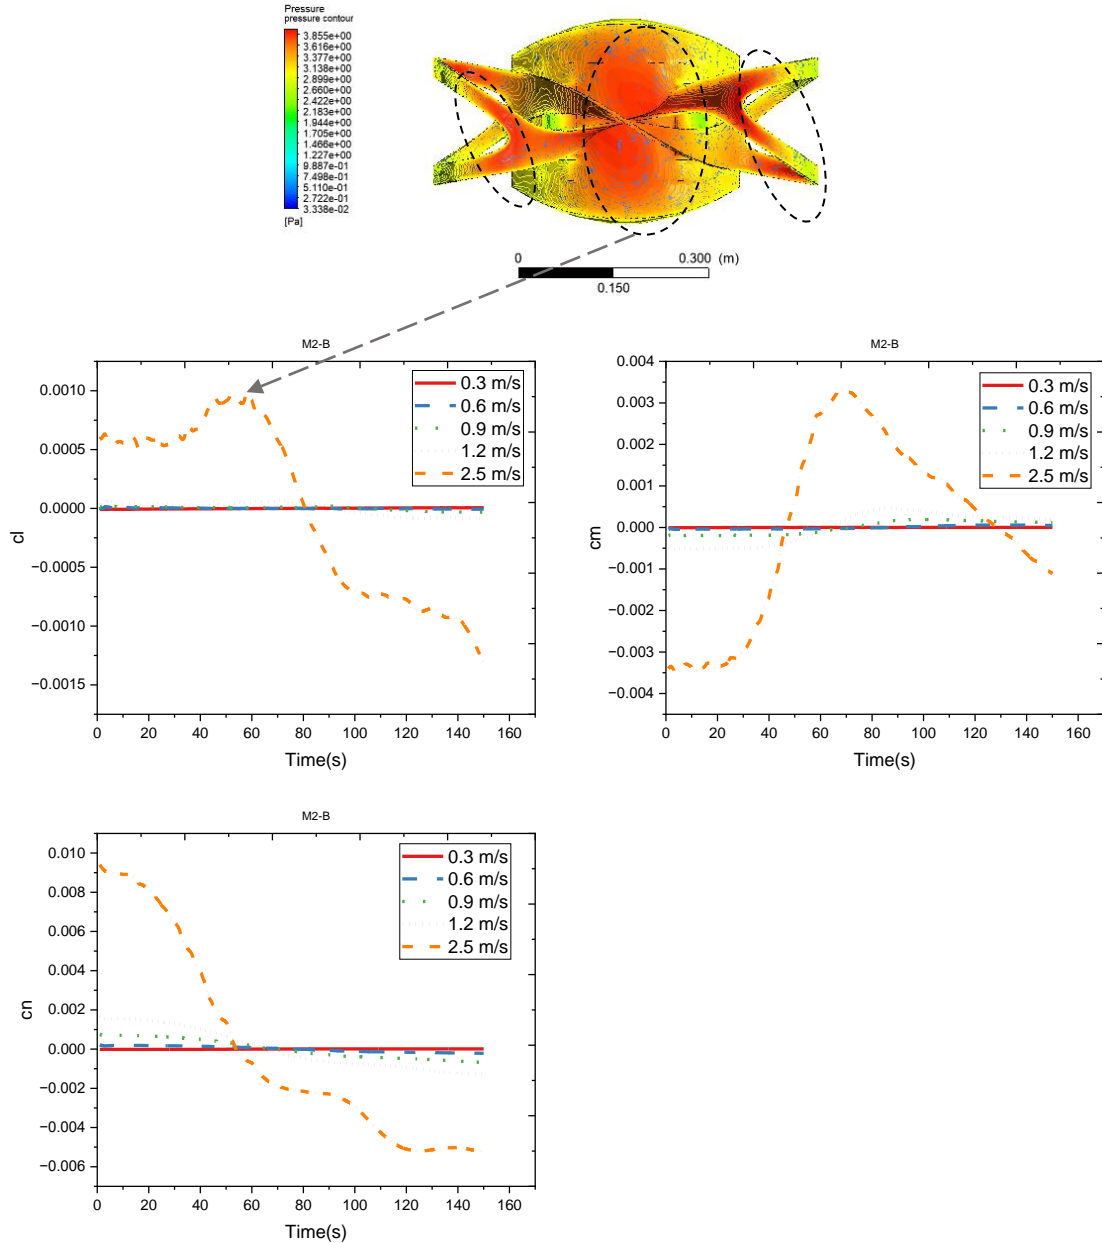 Pressure
pressure contour
3.855e+00
3.616e+00
3.377e+00
3.138e+00
2.899e+00
2.660e+00
2.422e+00
2.183e+00
1.944e+00
1.705e+00
1.466e+00
1.227e+00
9.887e-01
7.498e-01
5.110e-01
2.722e-01
3.338e-02
[Pa]
0 0.300 (m)
0.150
M2-B
0.0010
0.0005
0.0000
−0.0005
−0.0010
−0.0015
cl
0.3 m/s
0.6 m/s
0.9 m/s
1.2 m/s
2.5 m/s
0 20 40 60 80 100 120 140 160
Time(s)
M2-B
0.004
0.003
0.002
0.001
0.000
−0.001
−0.002
−0.003
−0.004
cm
0.3 m/s
0.6 m/s
0.9 m/s
1.2 m/s
2.5 m/s
0 20 40 60 80 100 120 140 160
Time(s)
M2-B
0.010
0.008
0.006
0.004
0.002
0.000
−0.002
−0.004
−0.006
cn
0.3 m/s
0.6 m/s
0.9 m/s
1.2 m/s
2.5 m/s
0 20 40 60 80 100 120 140 160
Time(s)